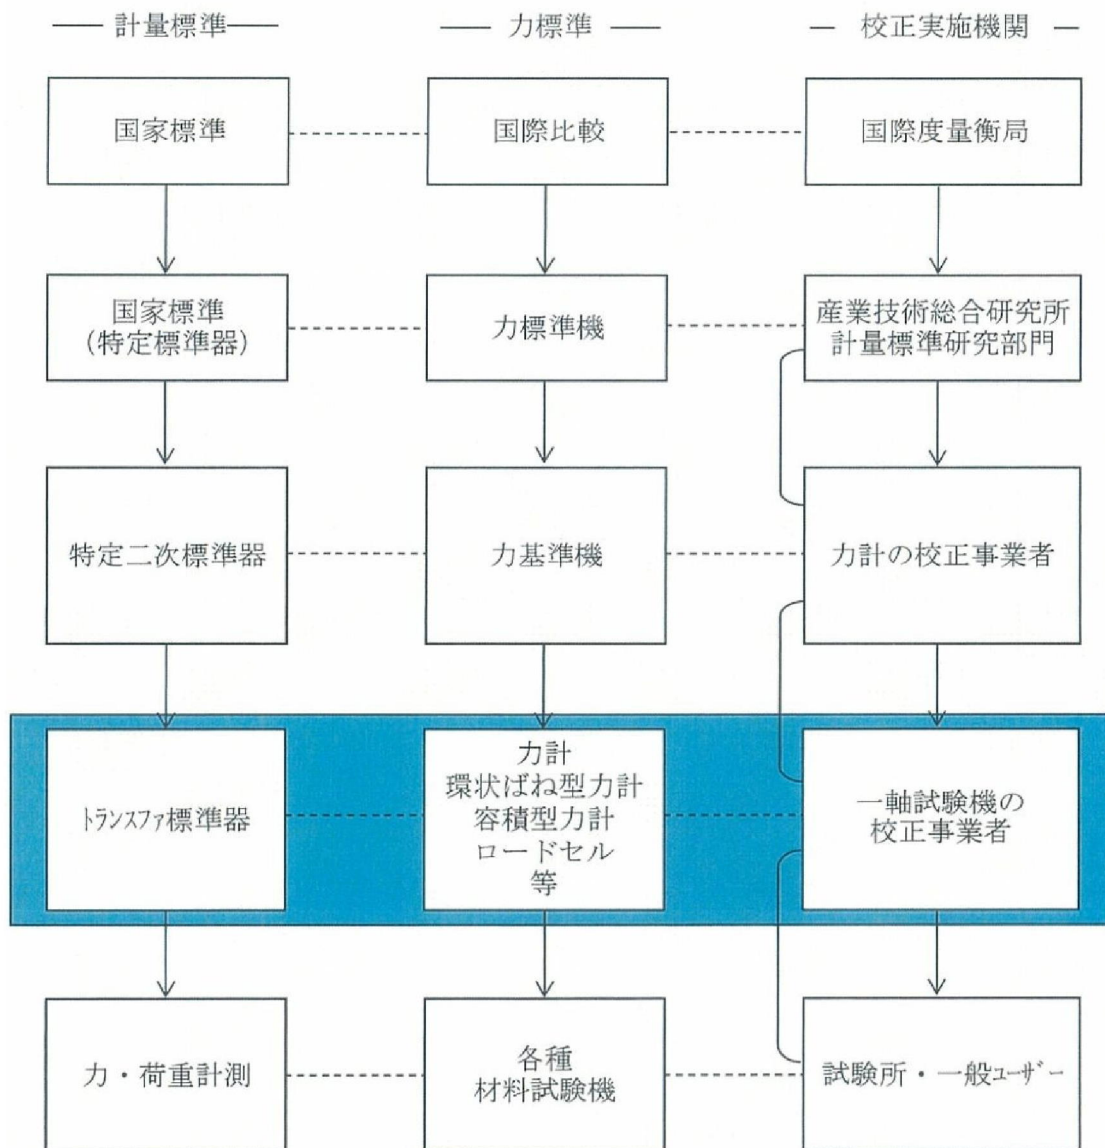 計量標準
力標準
校正実施機関
国家標準
国際比較
国際度量衡局
国家標準
(特定標準器)
力標準機
産業技術総合研究所
計量標準研究部門
特定二次標準器
力基準機
力計の校正事業者
トランスファ標準器
力計
環状ばね型力計
容積型力計
ロードセル
等
一軸試験機の
校正事業者
力・荷重計測
各種
材料試験機
試験所・一般ユーザー